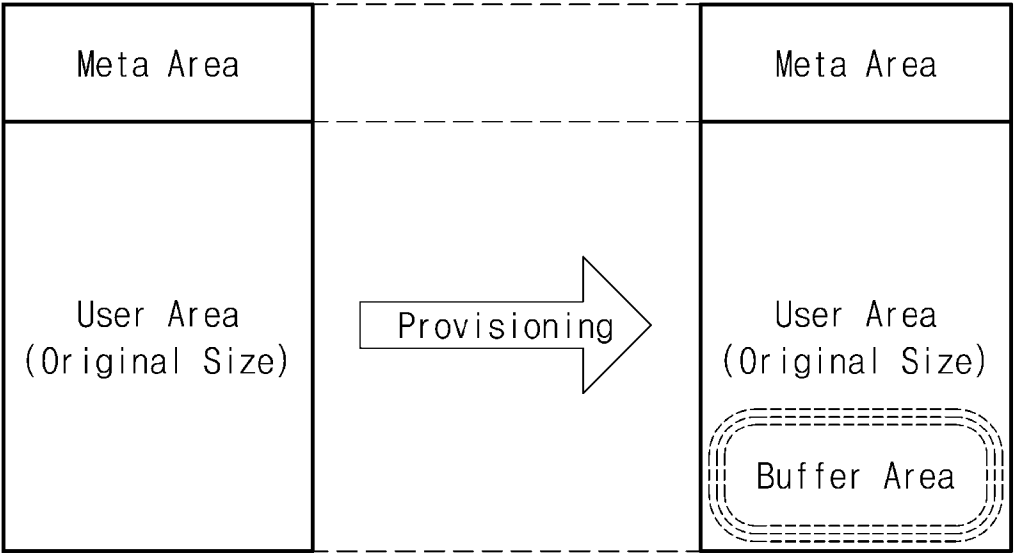 Meta Area
Meta Area
User Area
(Original Size)
Provisioning
User Area
(Original Size)
Buffer Area